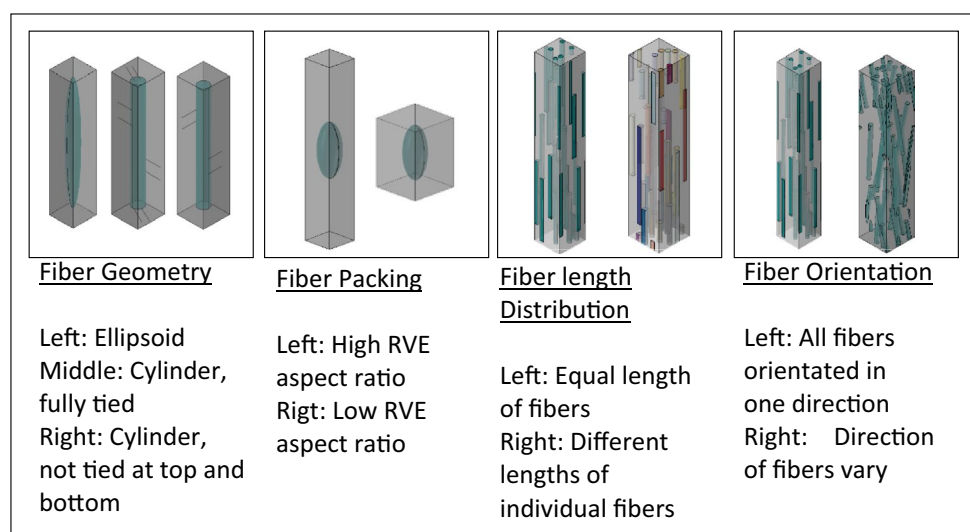 Fiber Geometry
Left: Ellipsoid
Middle: Cylinder,
fully tied
Right: Cylinder,
not tied at top and
bottom
Fiber Packing
Left: High RVE
aspect ratio
Rigt: Low RVE
aspect ratio
Fiber length
Distribution
Left: Equal length
of fibers
Right: Different
lengths of
individual fibers
Fiber Orientation
Left: All fibers
orientated in
one direction
Right: Direction
of fibers vary